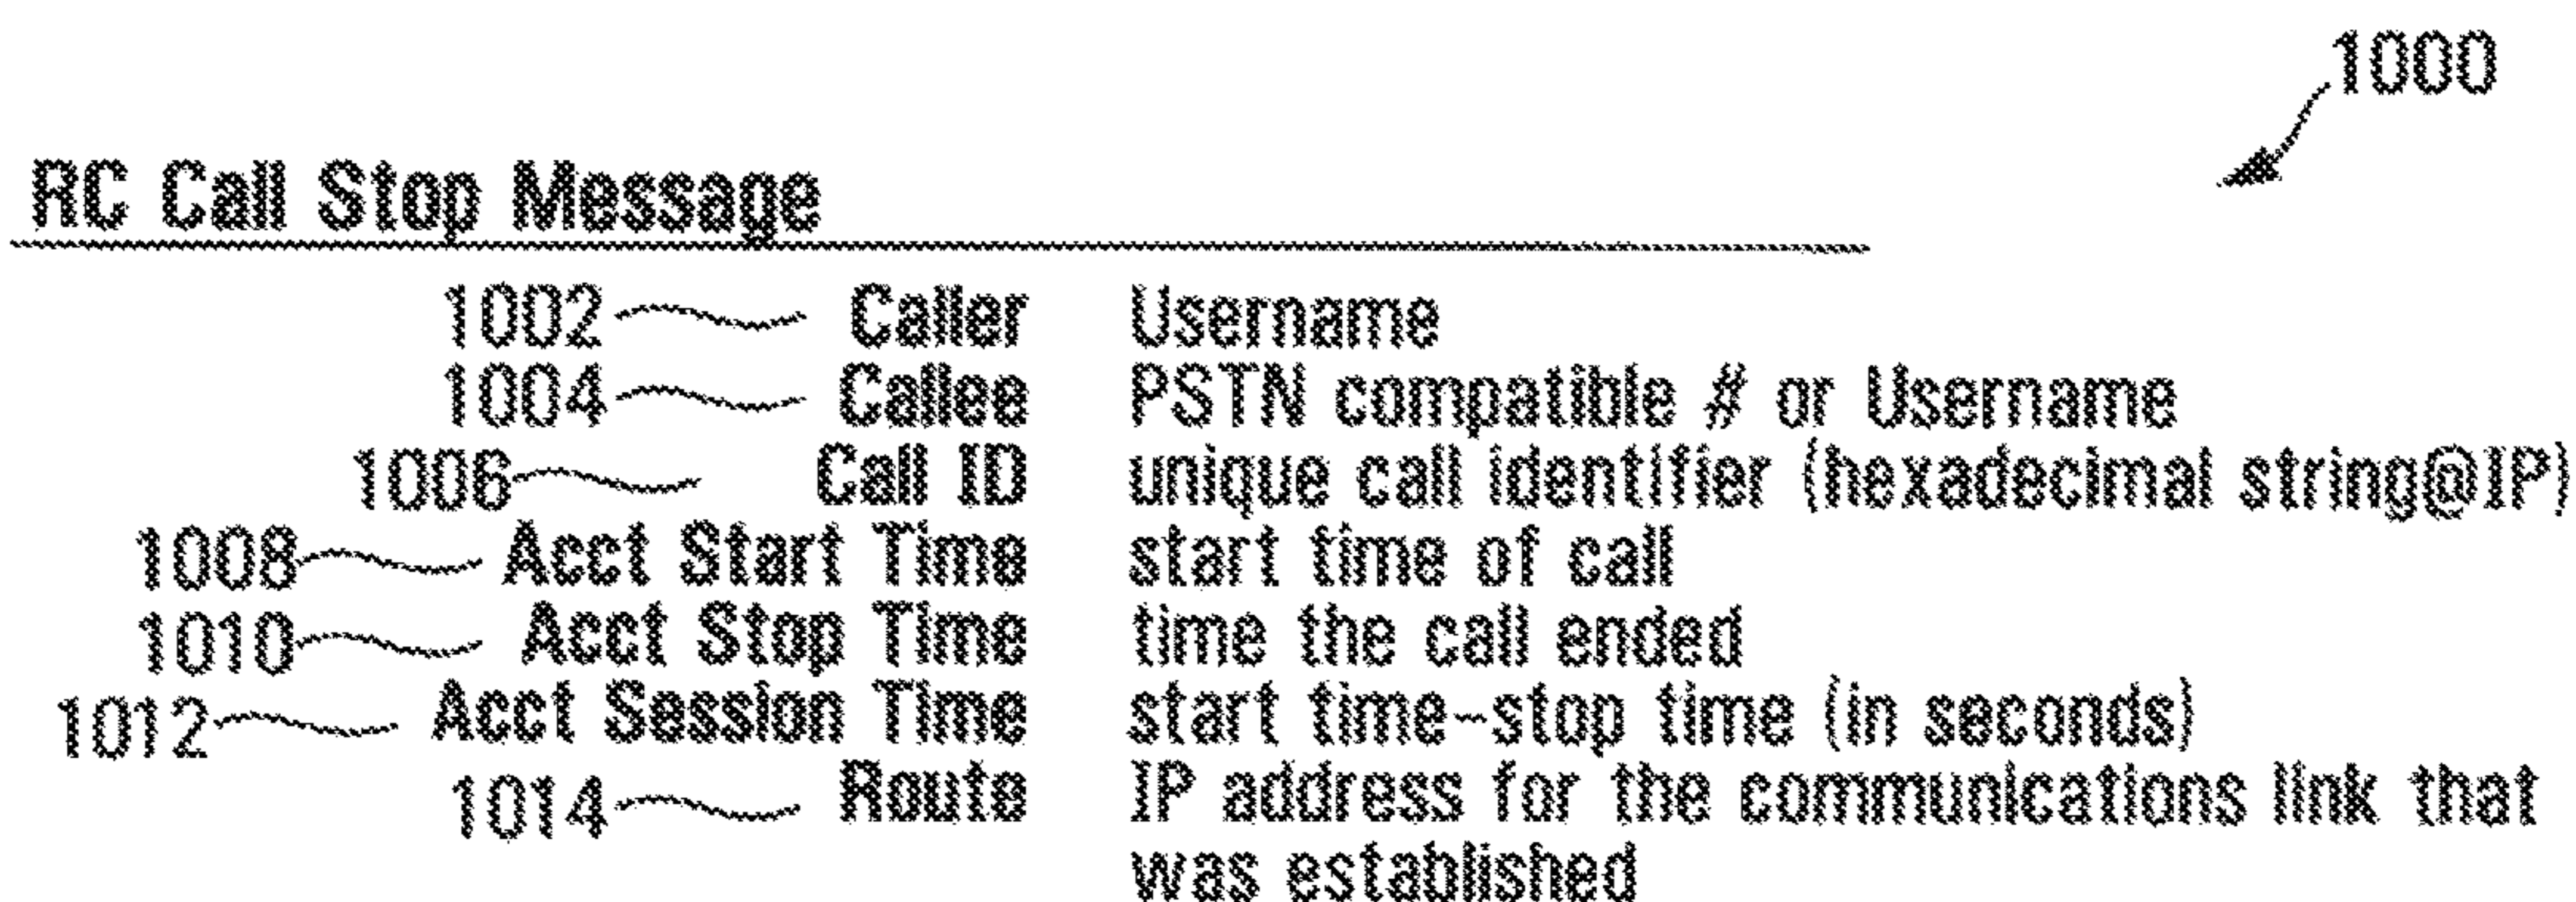 1000
RC Call Stop Message
1002 Caller Username
1004 Callee PSTN compatible # or Username
1006 Call ID unique call identifier (hexadecimal string@IP)
1008 Acct Start Time start time of call
1010 Acct Stop Time time the call ended
1012 Acct Session Time start time-stop time (in seconds)
1014 Route IP address for the communications link that
was established